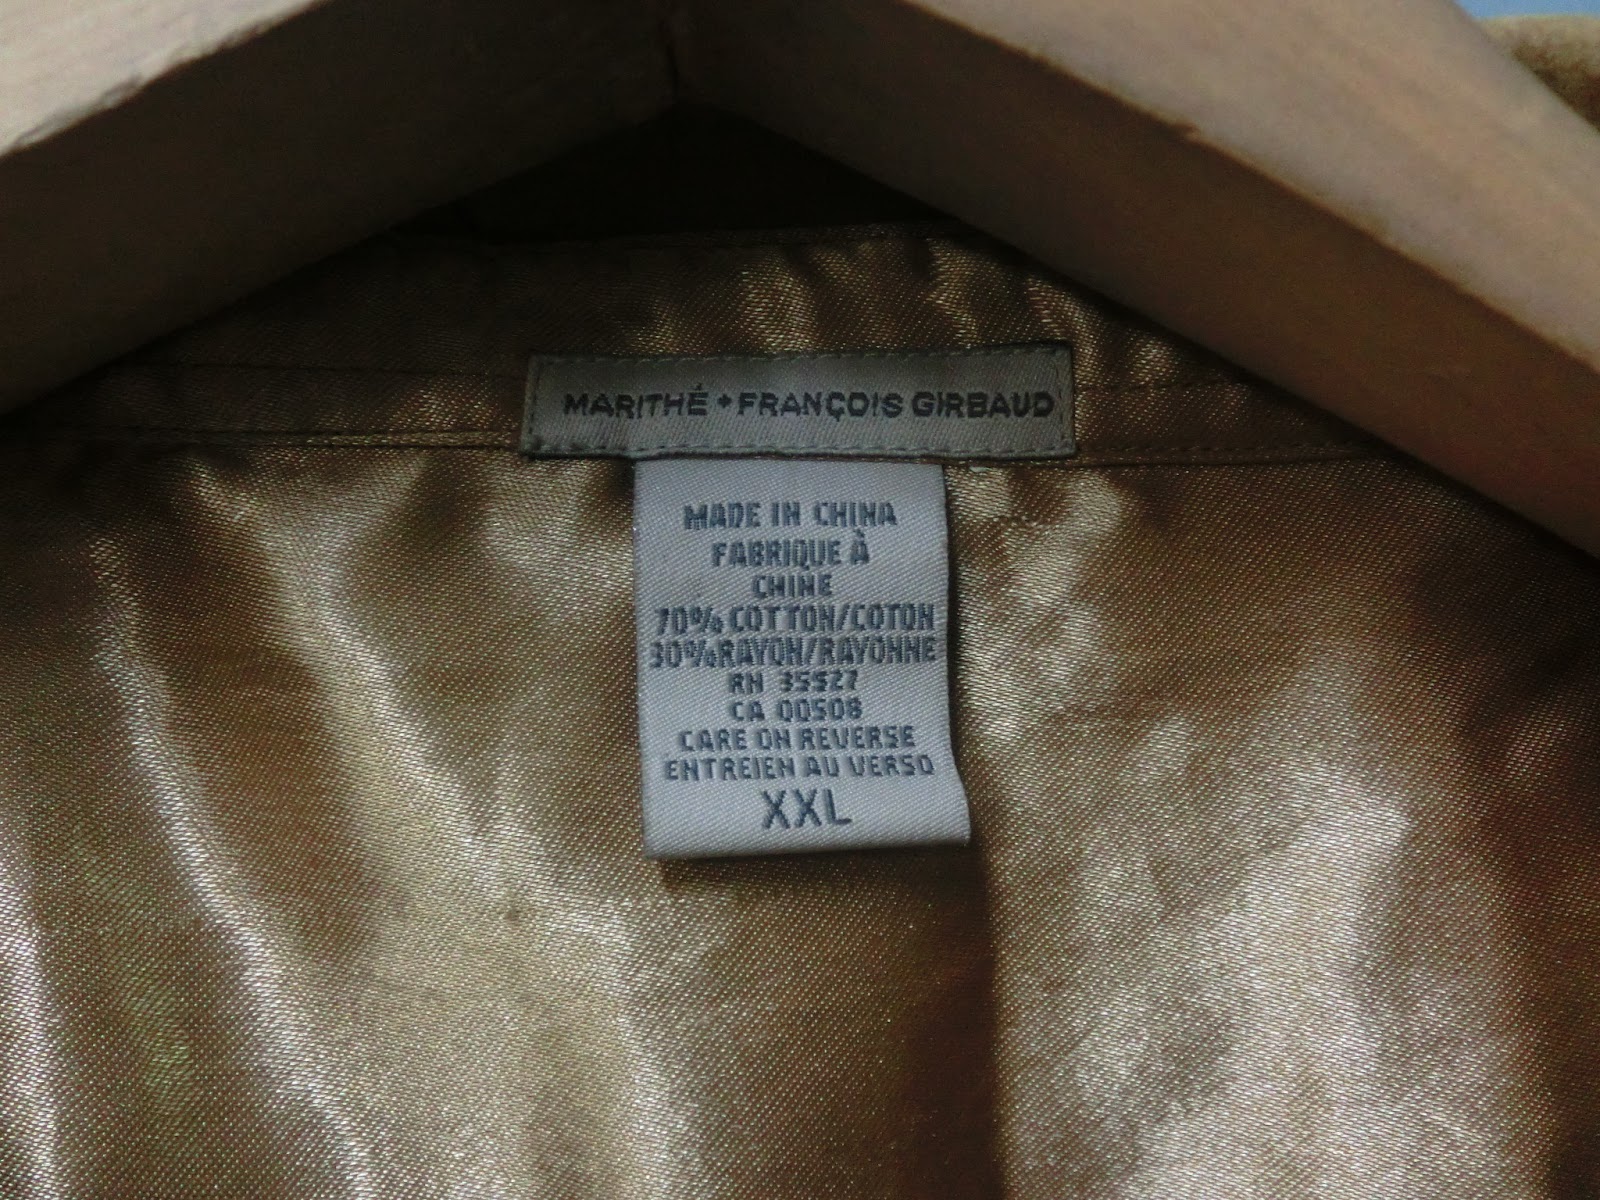 MARITHÉ + FRANÇOIS GIRBAUD
MADE IN CHINA
FABRIQUE À
CHINE
70% COTTON/COTON
30% RAYON/RAYONNE
RN 35527
CA 00508
CARE ON REVERSE
ENTREIEN AU VERSO
XXL